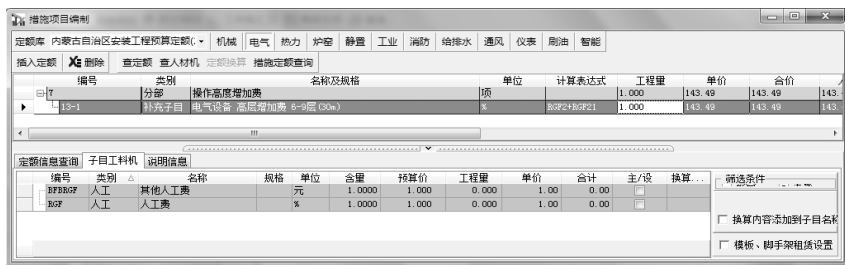 措施项目编制
定额库 内蒙古自治区安装工程预算定额(: 机械 电气 热力 炉窑 静置 工业 消防 给排水 通风 仪表 刷油 智能
插入定额 删除 查定额 查人材机 定额换算 措施定额查询
编号 类别 名称及规格 单位 计算表达式 工程里 单价 合价
7 分部 操作高度增加费 项 1.000 143.49 143.49 143.
13-1 补充子目 电气设备 高层增加费 6-9层(30m) % RGF2+RGF21 1.000 143.49 143.49 143.
定额信息查询 子目工料机 说明信息
编号 类别 名称 规格 单位 含里 预算价 工程里 单价 合计 主/设 换算...
BFBRGF 人工 其他人工费 元 1.0000 1.000 0.000 1.00 0.00
RGF 人工 人工费 % 1.0000 1.000 0.000 1.00 0.00
筛选条件
换算内容添加到子目名称
模板、脚手架租赁设置